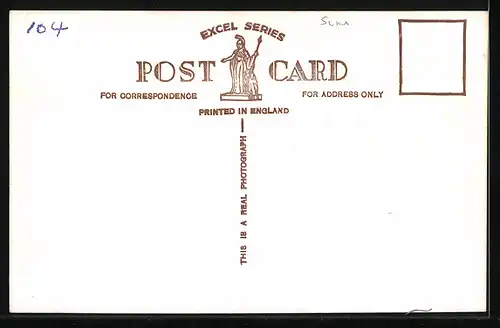 104
EXCEL SERIES
POST CARD
FOR CORRESPONDENCE
FOR ADDRESS ONLY
PRINTED IN ENGLAND
THIS IS A REAL PHOTOGRAPH